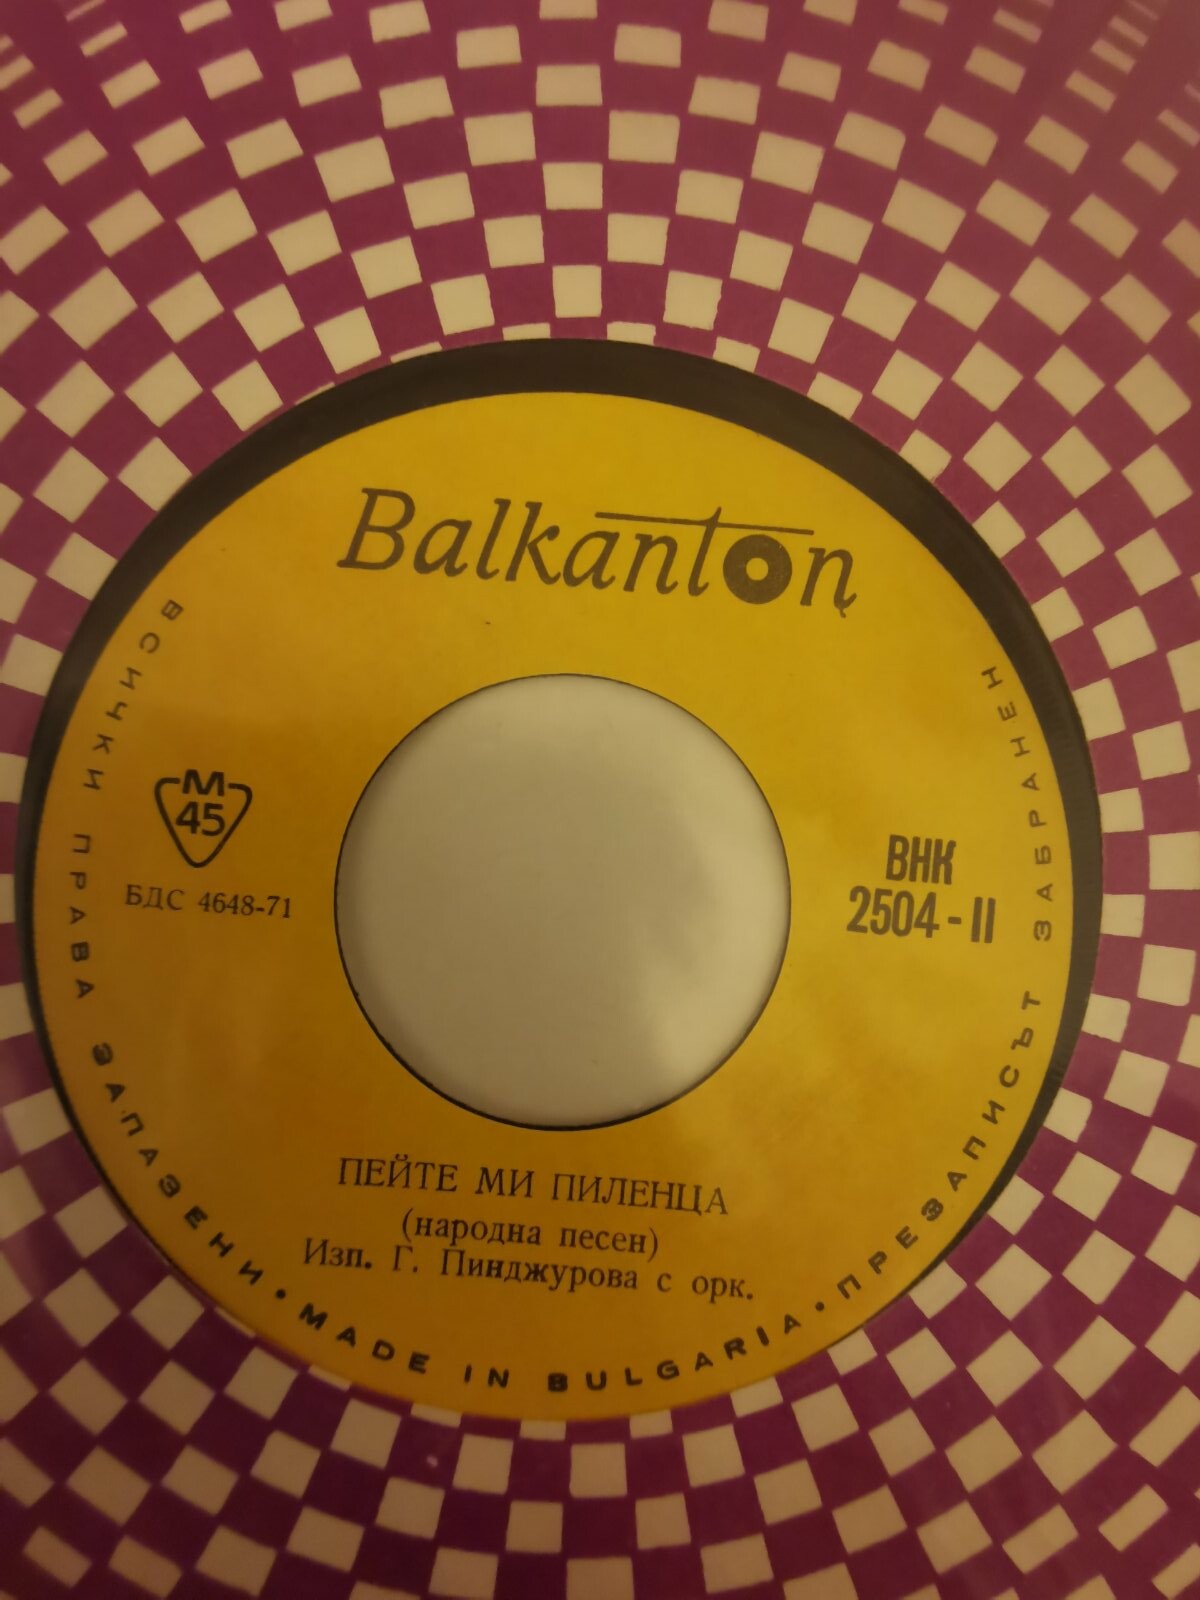 Balkanton
М
45
БДС 4648-71
ВНК
2504-II
ПЕЙТЕ МИ ПИЛЕНЦА
(народна песен)
Изп. Г. Пинджурова с орк.
ВСИЧКИ ПРАВА ЗАПАЗЕНИ • MADE IN BULGARIA • ПРЕЗАПИСЪТ ЗАБРАНЕН